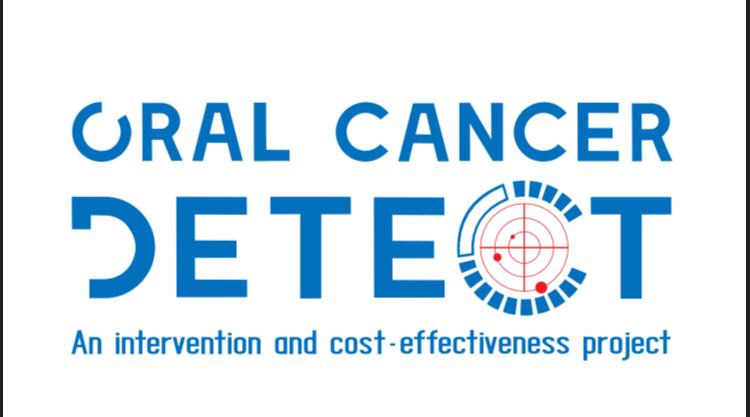 ORAL CANCER
DETECT
An intervention and cost-effectiveness project